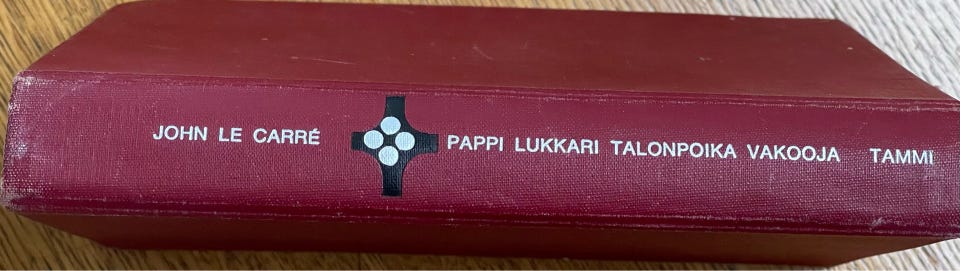 JOHN LE CARRÉ PAPPI LUKKARI TALONPOIKA VAKOOJA TAMMI